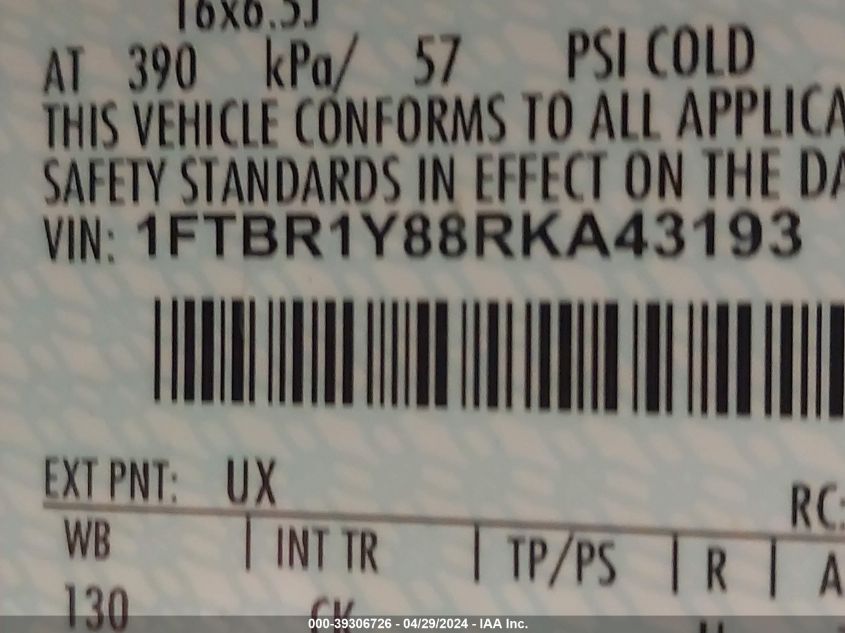 16x6.5J
AT 390 kPa/ 57 PSI COLD
THIS VEHICLE CONFORMS TO ALL APPLICA
SAFETY STANDARDS IN EFFECT ON THE DA
VIN: 1FTBR1Y88RKA43193
EXT PNT: UX RC:
WB | INT TR | TP/PS | R | A
130 CK
000-39306726 - 04/29/2024 - IAA Inc.